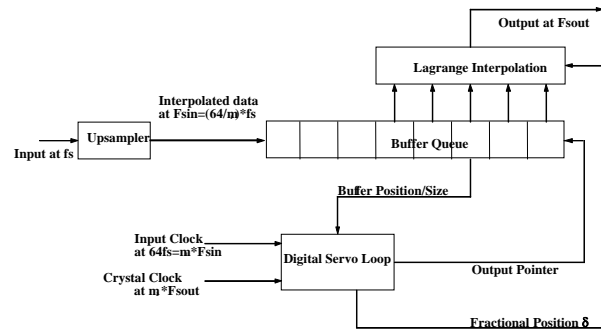 Output at Fsout
Lagrange Interpolation
Interpolated data
at Fsin=(64/m)*fs
Upsampler
Input at fs
Buffer Queue
Buffer Position/Size
Input Clock
at 64fs=m*Fsin
Digital Servo Loop
Crystal Clock
at m*Fsout
Output Pointer
Fractional Position δ